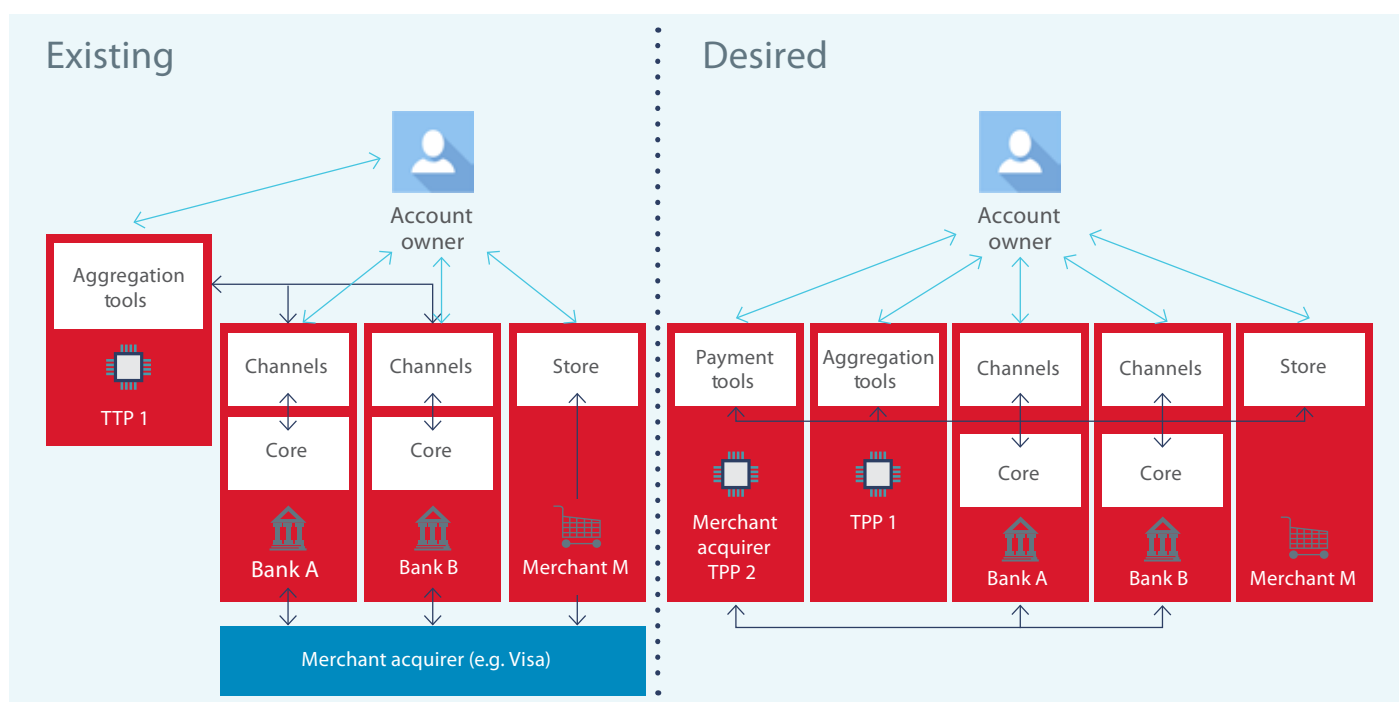 Existing
Account
owner
Aggregation
tools
TTP 1
Channels
Core
Bank A
Channels
Core
Bank B
Store
Merchant M
Merchant acquirer (e.g. Visa)
Desired
Account
owner
Payment
tools
Merchant
acquirer
TPP 2
Aggregation
tools
TPP 1
Channels
Core
Bank A
Channels
Core
Bank B
Store
Merchant M